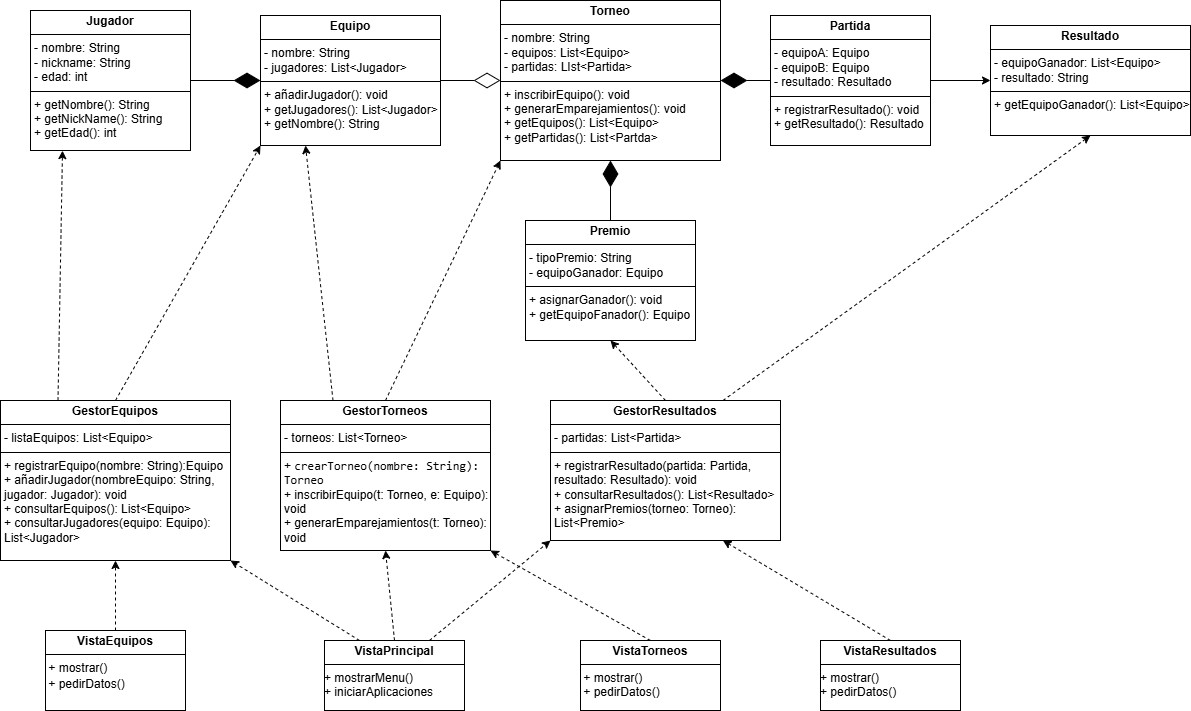 Jugador
- nombre: String
- nickname: String
- edad: int
+ getNombre(): String
+ getNickName(): String
+ getEdad(): int
Equipo
- nombre: String
- jugadores: List<Jugador>
+ añadirJugador(): void
+ getJugadores(): List<Jugador>
+ getNombre(): String
Torneo
- nombre: String
- equipos: List<Equipo>
- partidas: LIst<Partida>
+ inscribirEquipo(): void
+ generarEmparejamientos(): void
+ getEquipos(): List<Equipo>
+ getPartidas(): List<Partda>
Partida
- equipoA: Equipo
- equipoB: Equipo
- resultado: Resultado
+ registrarResultado(): void
+ getResultado(): Resultado
Resultado
- equipoGanador: List<Equipo>
- resultado: String
+ getEquipoGanador(): List<Equipo>
Premio
- tipoPremio: String
- equipoGanador: Equipo
+ asignarGanador(): void
+ getEquipoFanador(): Equipo
GestorEquipos
- listaEquipos: List<Equipo>
+ registrarEquipo(nombre: String):Equipo
+ añadirJugador(nombreEquipo: String,
jugador: Jugador): void
+ consultarEquipos(): List<Equipo>
+ consultarJugadores(equipo: Equipo):
List<Jugador>
GestorTorneos
- torneos: List<Torneo>
+ crearTorneo(nombre: String):
Torneo
+ inscribirEquipo(t: Torneo, e: Equipo):
void
+ generarEmparejamientos(t: Torneo):
void
GestorResultados
- partidas: List<Partida>
+ registrarResultado(partida: Partida,
resultado: Resultado): void
+ consultarResultados(): List<Resultado>
+ asignarPremios(torneo: Torneo):
List<Premio>
VistaEquipos
+ mostrar()
+ pedirDatos()
VistaPrincipal
+ mostrarMenu()
+ iniciarAplicaciones
VistaTorneos
+ mostrar()
+ pedirDatos()
VistaResultados
+ mostrar()
+ pedirDatos()